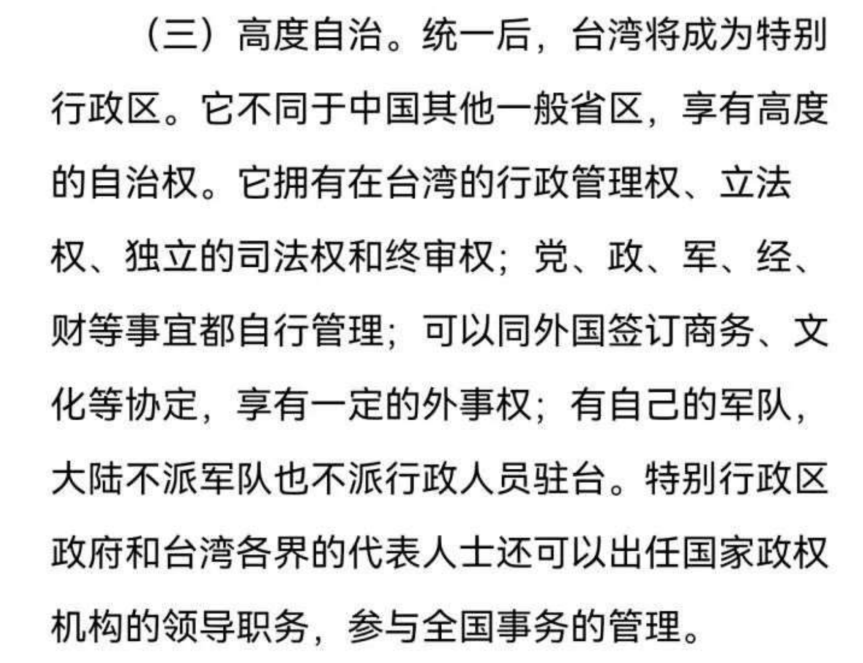 （三）高度自治。统一后，台湾将成为特别
行政区。它不同于中国其他一般省区，享有高度
的自治权。它拥有在台湾的行政管理权、立法
权、独立的司法权和终审权；党、政、军、经、
财等事宜都自行管理；可以同外国签订商务、文
化等协定，享有一定的外事权；有自己的军队，
大陆不派军队也不派行政人员驻台。特别行政区
政府和台湾各界的代表人士还可以出任国家政权
机构的领导职务，参与全国事务的管理。